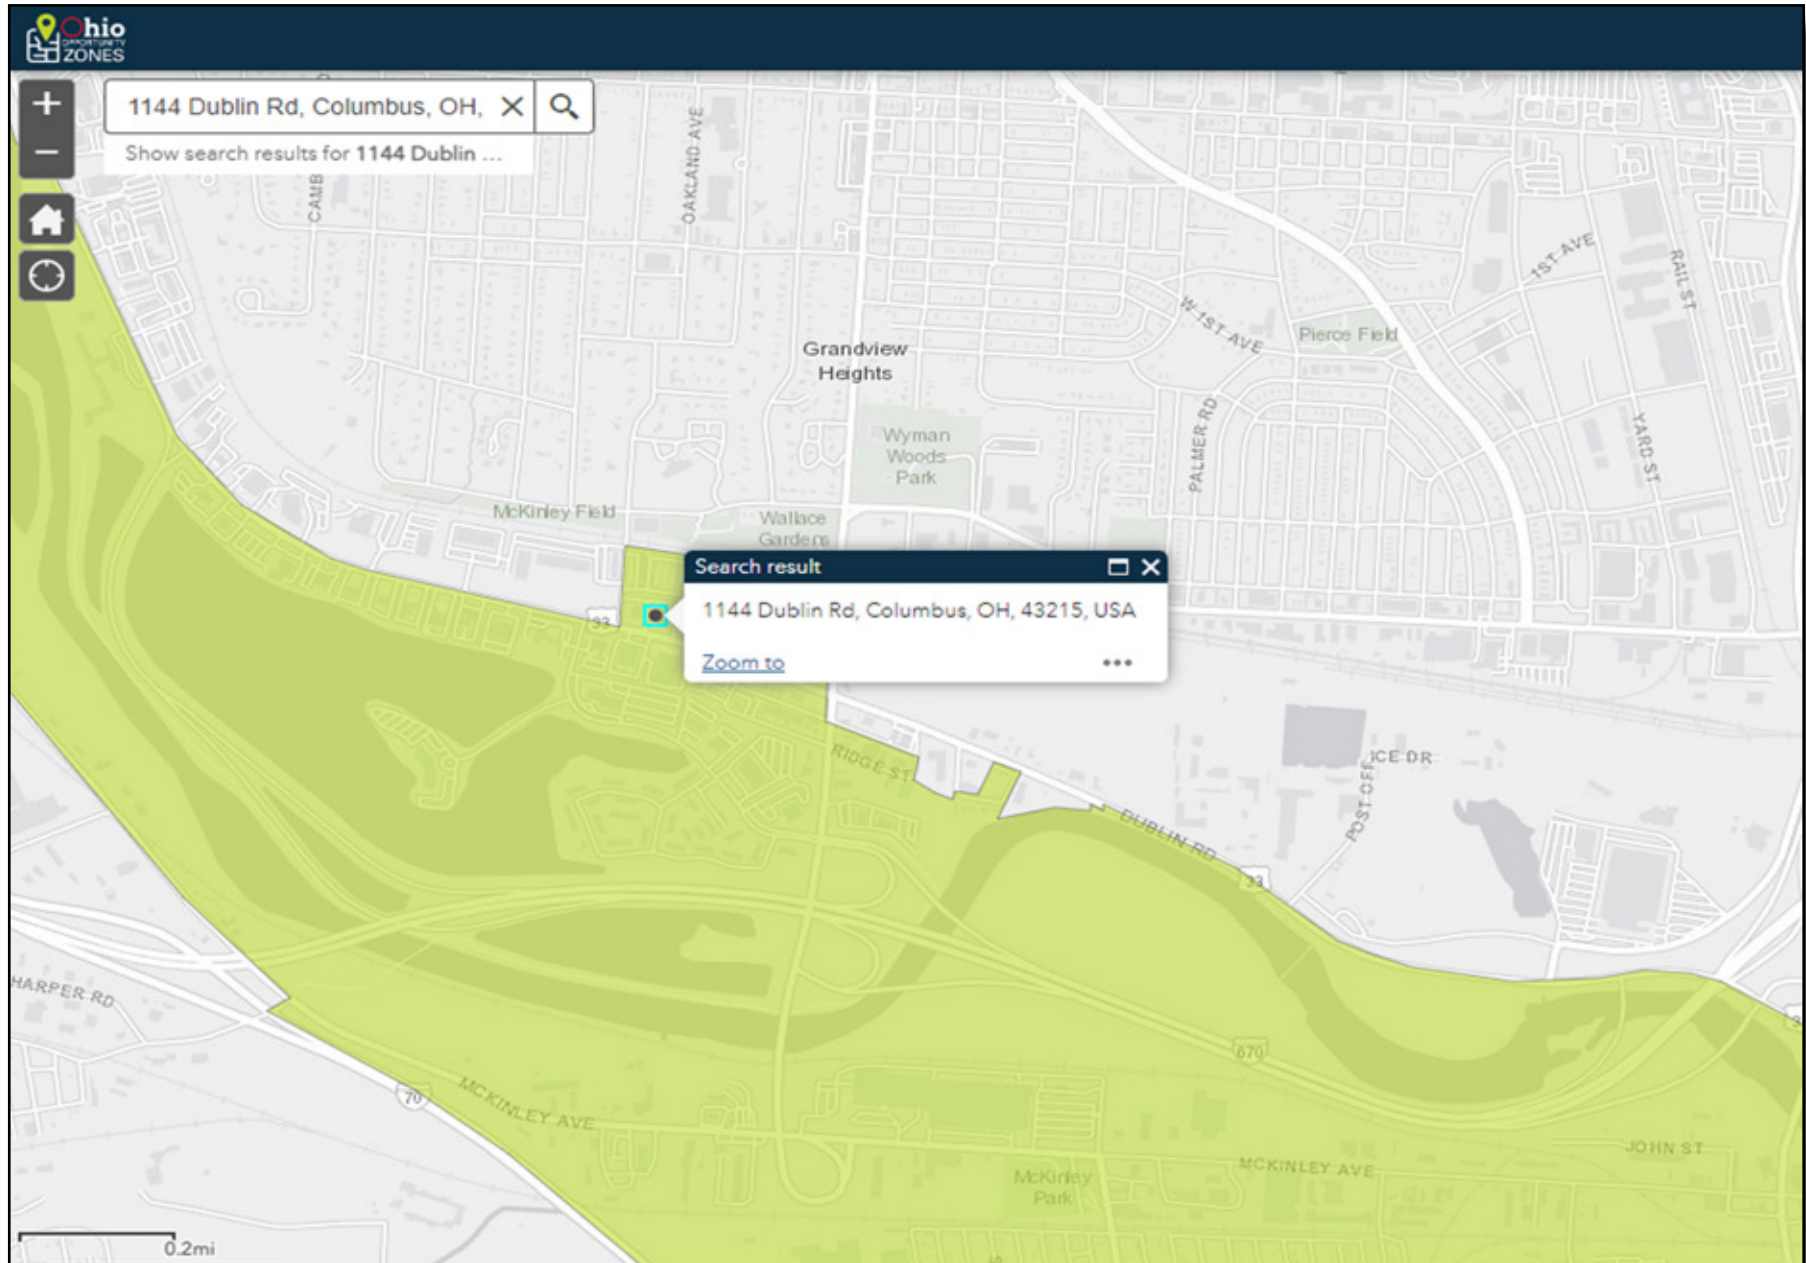 Ohio
OPPORTUNITY
ZONES
+
−
1144 Dublin Rd, Columbus, OH,
Show search results for 1144 Dublin ...
CAMB
OAKLAND AVE
1ST AVE
RAIL ST
W 1ST AVE
Pierce Field
Grandview
Heights
PALMER RD
YARD ST
Wyman
Woods
Park
McKinley Field
Wallace
Gardens
Search result
1144 Dublin Rd, Columbus, OH, 43215, USA
Zoom to
33
RIDGE ST
ICE DR
POST OFF
DUBLIN RD
33
HARPER RD
670
70
MCKINLEY AVE
JOHN ST
MCKINLEY AVE
McKinley
Park
0.2mi